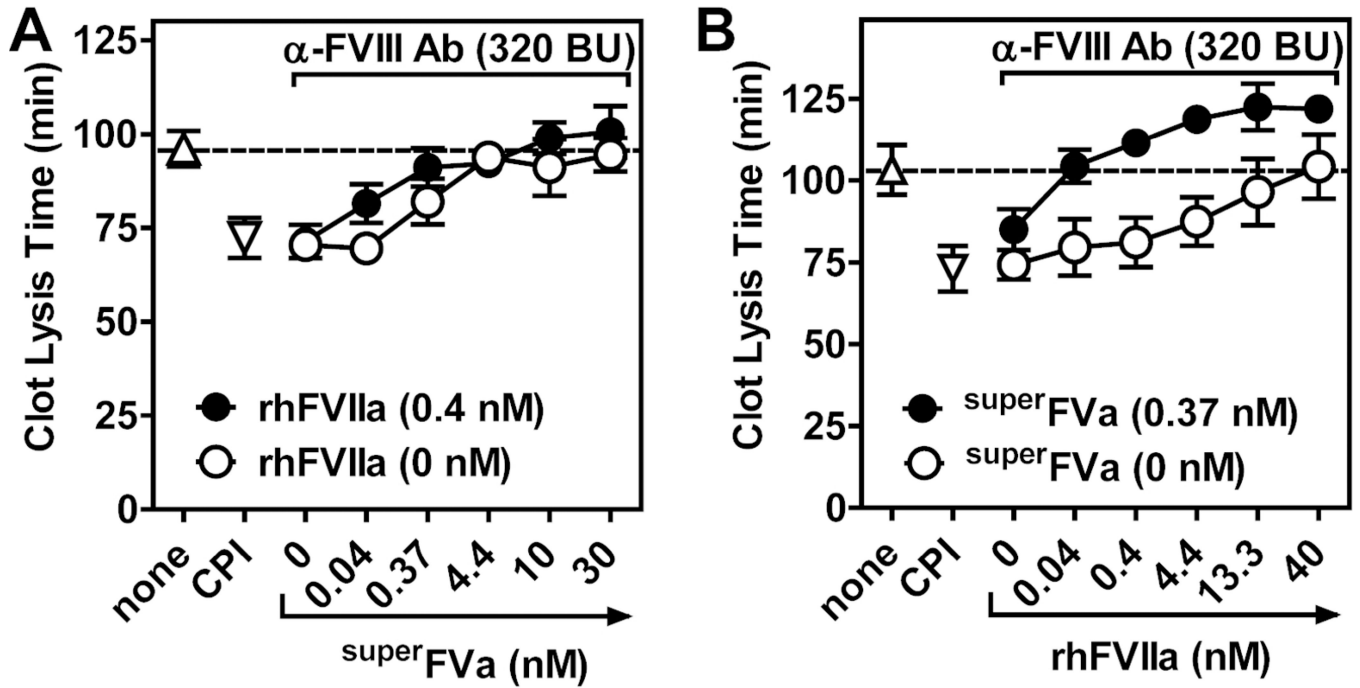 A
α-FVIII Ab (320 BU)
Clot Lysis Time (min)
125
100
75
50
25
0
rhFVIIa (0.4 nM)
rhFVIIa (0 nM)
none CPI 0 0.04 0.37 4.4 10 30
superFVa (nM)
B
α-FVIII Ab (320 BU)
Clot Lysis Time (min)
125
100
75
50
25
0
superFVa (0.37 nM)
superFVa (0 nM)
none CPI 0 0.04 0.4 4.4 13.3 40
rhFVIIa (nM)